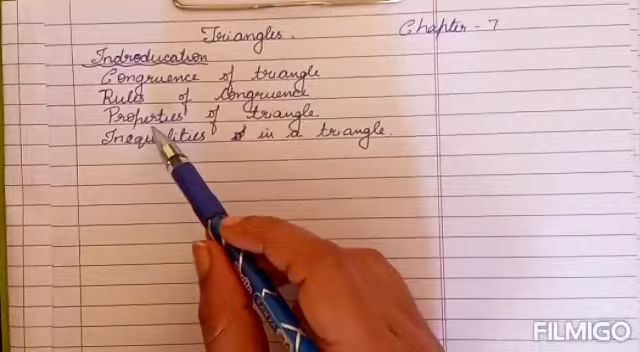 Triangles. Chapter - 7
Indroducation
Congruence of triangle
Rules of congruence
Properties of triangle
Inequalities in a triangle.
FILMIGO